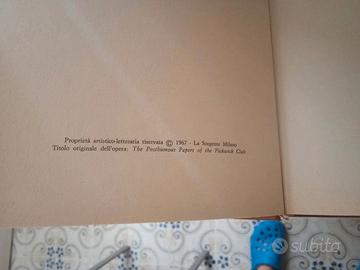 Proprietà artistico-letteraria riservata © 1967 - La Sorgente Milano
Titolo originale dell'opera: The Posthumous Papers of the Pickwick Club
subito